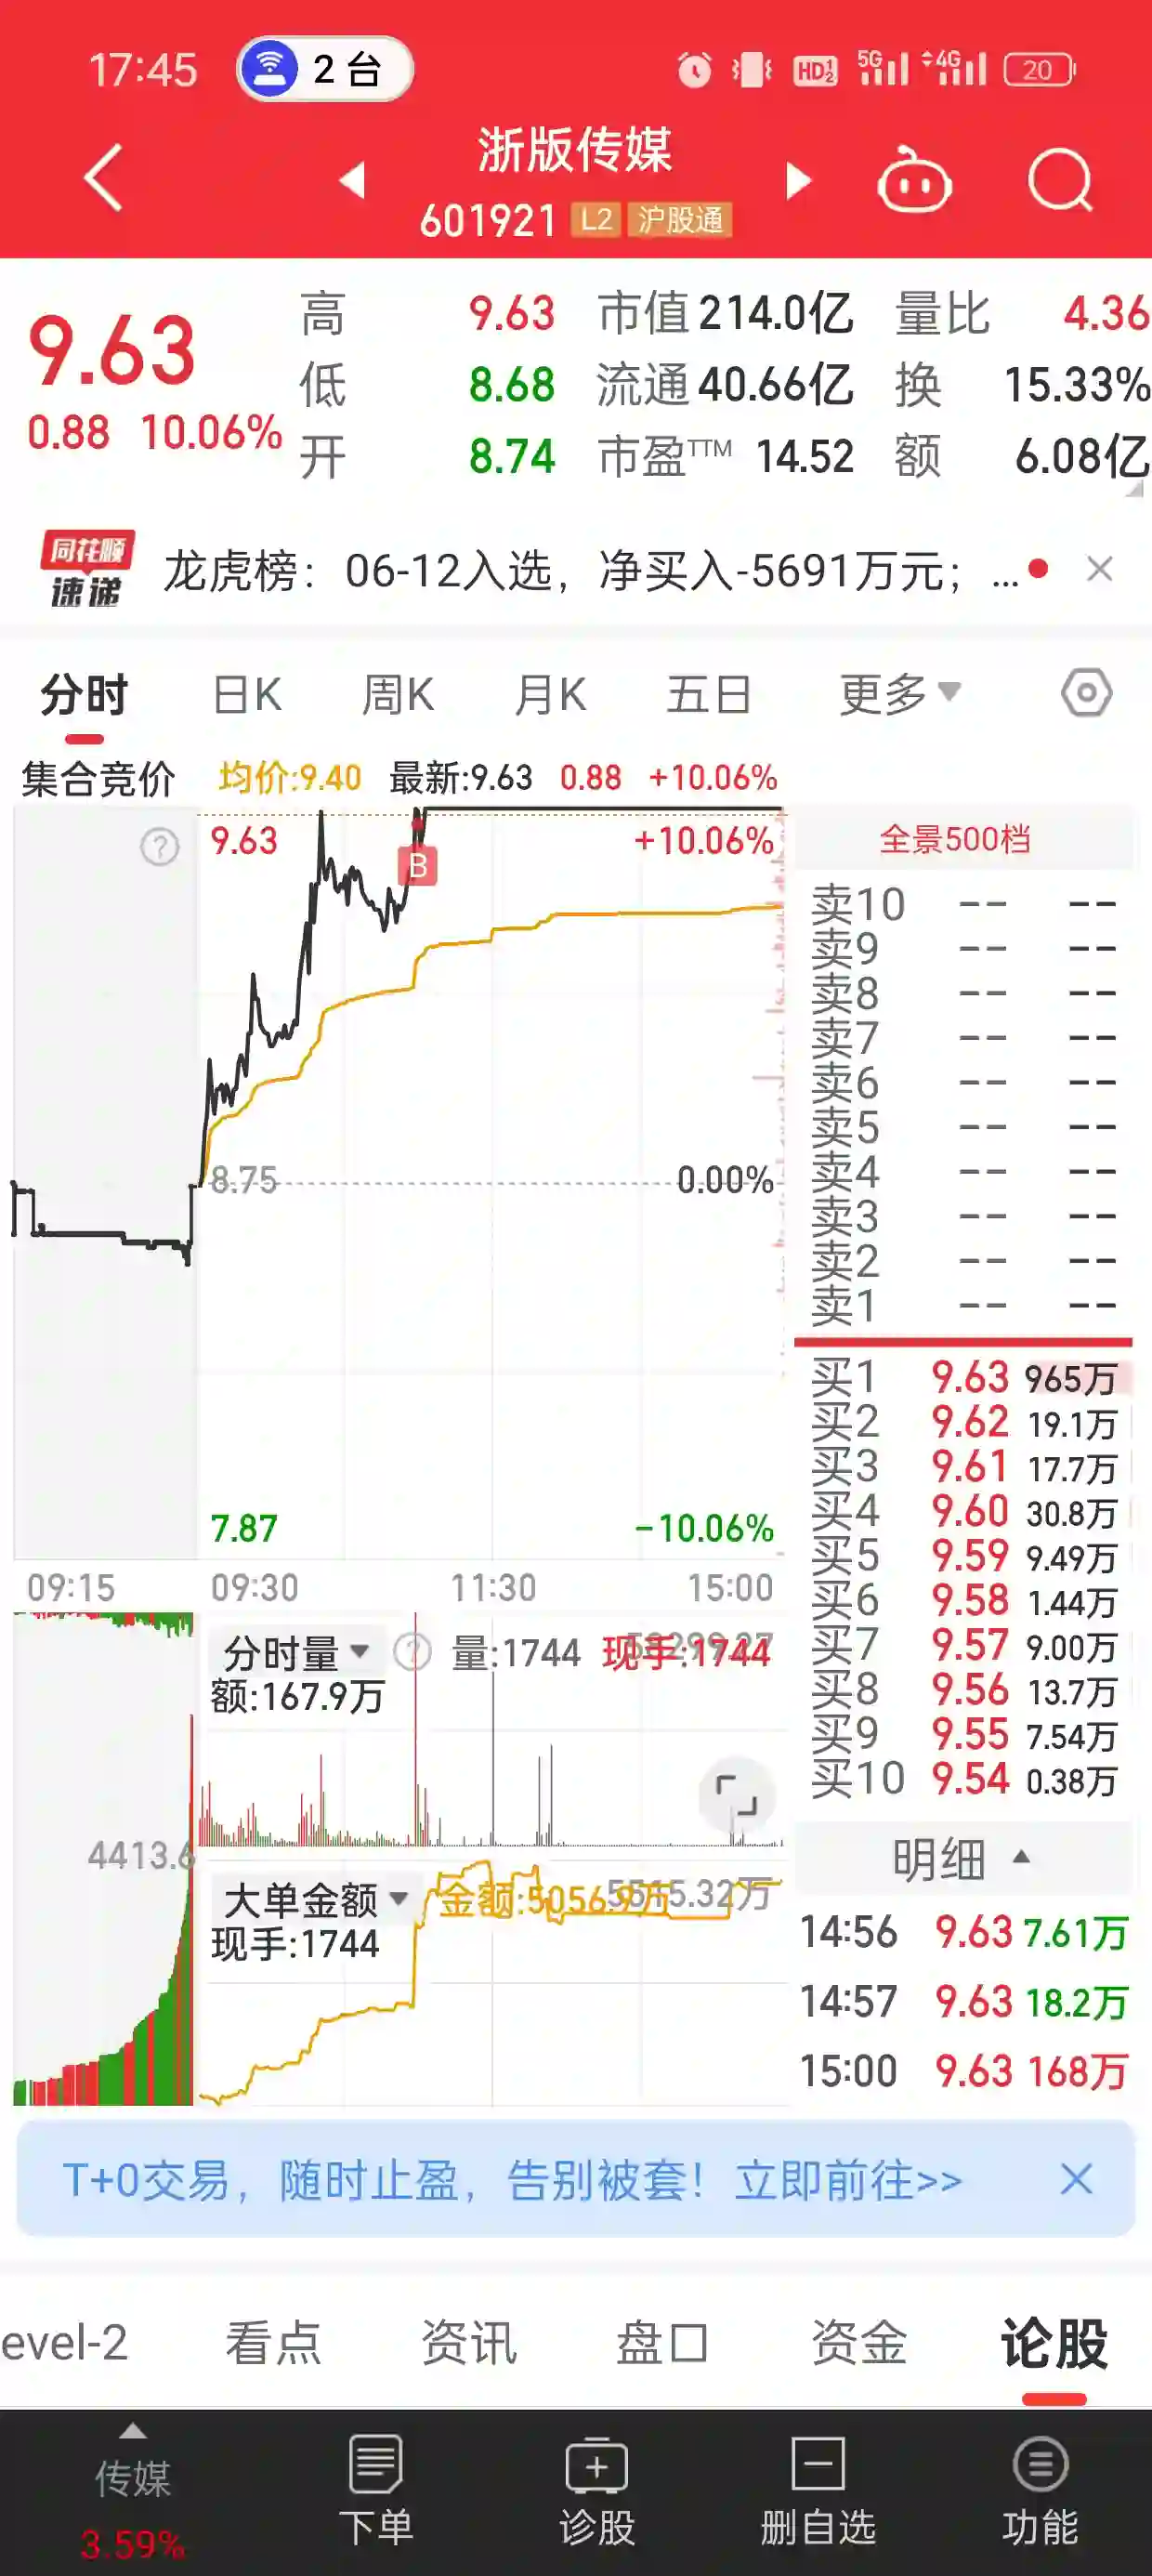 17:45 2 台 HD 5G 4G 20
浙版传媒
601921 L2 沪股通
9.63
0.88 10.06%
高 9.63 市值 214.0亿 量比 4.36
低 8.68 流通 40.66亿 换 15.33%
开 8.74 市盈TTM 14.52 额 6.08亿
同花顺
速递
龙虎榜：06-12入选，净买入-5691万元；...
分时 日K 周K 月K 五日 更多
集合竞价 均价:9.40 最新:9.63 0.88 +10.06%
? 9.63 +10.06%
B
8.75 0.00%
7.87 -10.06%
09:15 09:30 11:30 15:00
全景500档
卖10 -- --
卖9 -- --
卖8 -- --
卖7 -- --
卖6 -- --
卖5 -- --
卖4 -- --
卖3 -- --
卖2 -- --
卖1 -- --
买1 9.63 965万
买2 9.62 19.1万
买3 9.61 17.7万
买4 9.60 30.8万
买5 9.59 9.49万
买6 9.58 1.44万
买7 9.57 9.00万
买8 9.56 13.7万
买9 9.55 7.54万
买10 9.54 0.38万
分时量 ? 量:1744 现手:1744
额:167.9万
4413.6
大单金额 金额:5056.9万
现手:1744
明细
14:56 9.63 7.61万
14:57 9.63 18.2万
15:00 9.63 168万
T+0交易，随时止盈，告别被套！立即前往>>
evel-2 看点 资讯 盘口 资金 论股
传媒
3.59%
下单 诊股 删自选 功能